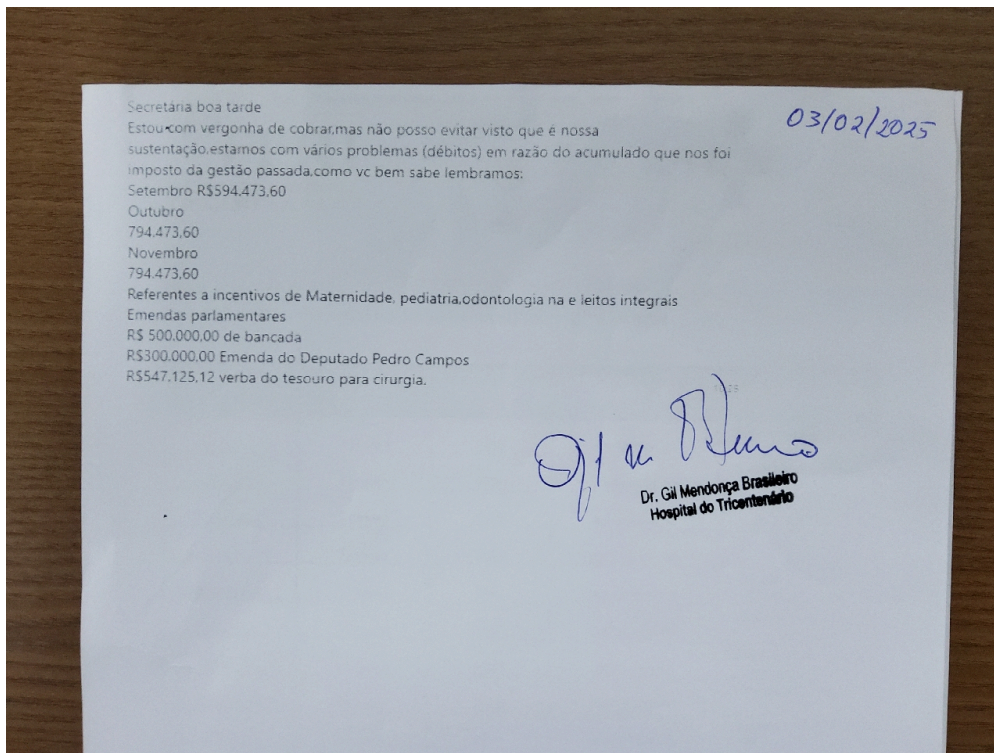 Secretária boa tarde
03/02/2025
Estou com vergonha de cobrar,mas não posso evitar visto que é nossa
sustentação,estamos com vários problemas (débitos) em razão do acumulado que nos foi
imposto da gestão passada,como vc bem sabe lembramos:
Setembro R$594.473,60
Outubro
794.473,60
Novembro
794.473,60
Referentes a incentivos de Maternidade, pediatria,odontologia na e leitos integrais
Emendas parlamentares
R$ 500.000,00 de bancada
R$300.000,00 Emenda do Deputado Pedro Campos
R$547.125,12 verba do tesouro para cirurgia.
Dr. Gil Mendonça Brasileiro
Hospital do Tricentenário